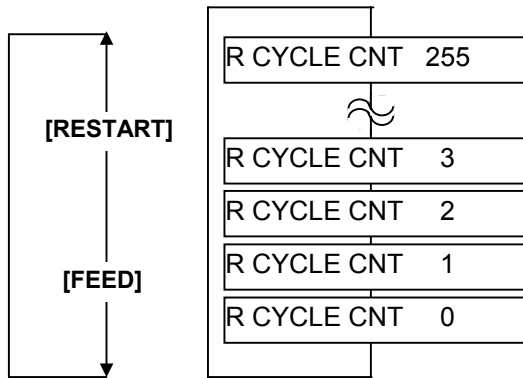 R CYCLE CNT 255
[RESTART]
R CYCLE CNT 3
R CYCLE CNT 2
[FEED]
R CYCLE CNT 1
R CYCLE CNT 0